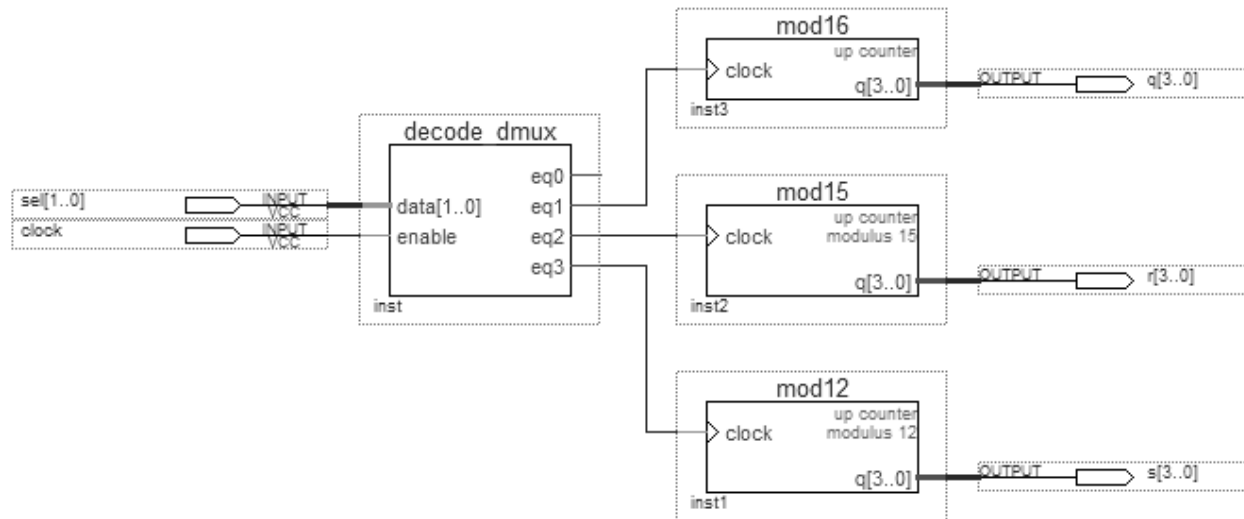 mod16
up counter
clock
q[3..0]
inst3
OUTPUT
q[3..0]
decode_dmux
eq0
sel[1..0]
INPUT
VCC
data[1..0]
eq1
clock
INPUT
VCC
enable
eq2
eq3
inst
mod15
up counter
clock
modulus 15
q[3..0]
inst2
OUTPUT
r[3..0]
mod12
up counter
clock
modulus 12
q[3..0]
inst1
OUTPUT
s[3..0]